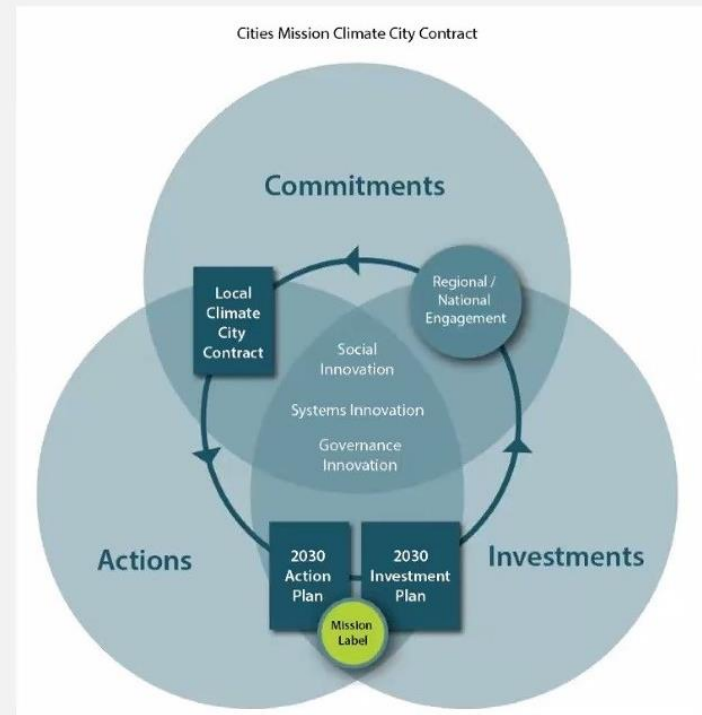 Cities Mission Climate City Contract
Commitments
Local
Climate
City
Contract
Regional /
National
Engagement
Social
Innovation
Systems Innovation
Governance
Innovation
Actions
2030
Action
Plan
2030
Investment
Plan
Investments
Mission
Label